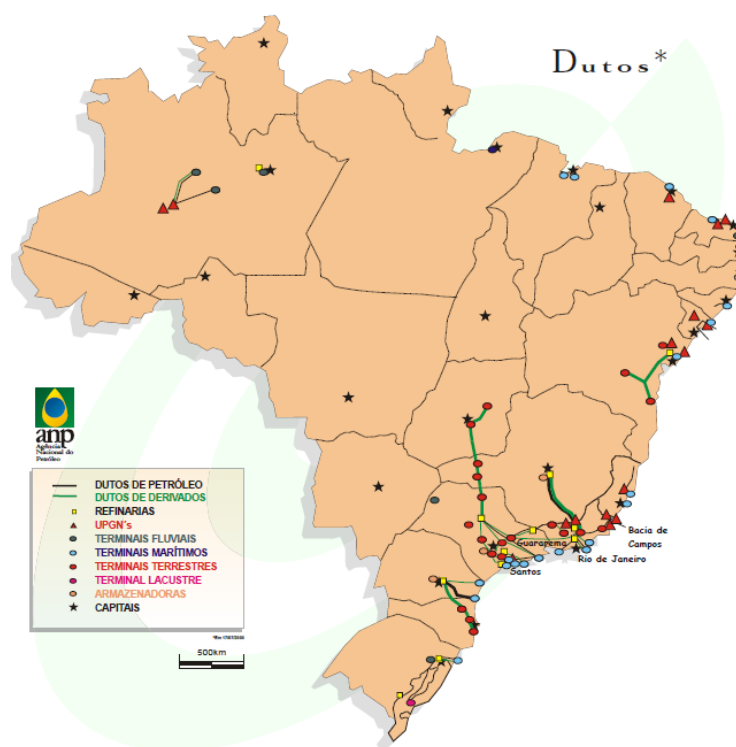 Dutos*
anp
Agência
Nacional do
Petróleo
DUTOS DE PETRÓLEO
DUTOS DE DERIVADOS
REFINARIAS
UPGN's
TERMINAIS FLUVIAIS
TERMINAIS MARÍTIMOS
TERMINAIS TERRESTRES
TERMINAL LACUSTRE
ARMAZENADORAS
CAPITAIS
500km
Guararema
Bacia de
Campos
Rio de Janeiro
Santos